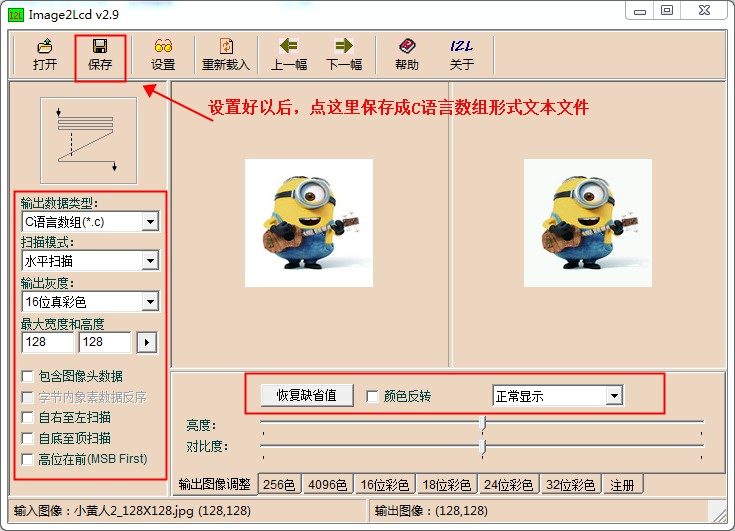 Image2Lcd v2.9
打开 保存 设置 重新载入 上一幅 下一幅 帮助 关于
I2L
设置好以后，点这里保存成C语言数组形式文本文件
输出数据类型：
C语言数组(*.c)
扫描模式：
水平扫描
输出灰度：
16位真彩色
最大宽度和高度
128 128
包含图像头数据
字节内象素数据反序
自右至左扫描
自底至顶扫描
高位在前(MSB First)
恢复缺省值 颜色反转 正常显示
亮度：
对比度：
输出图像调整 256色 4096色 16位彩色 18位彩色 24位彩色 32位彩色 注册
输入图像：小黄人2_128X128.jpg (128,128) 输出图像：(128,128)